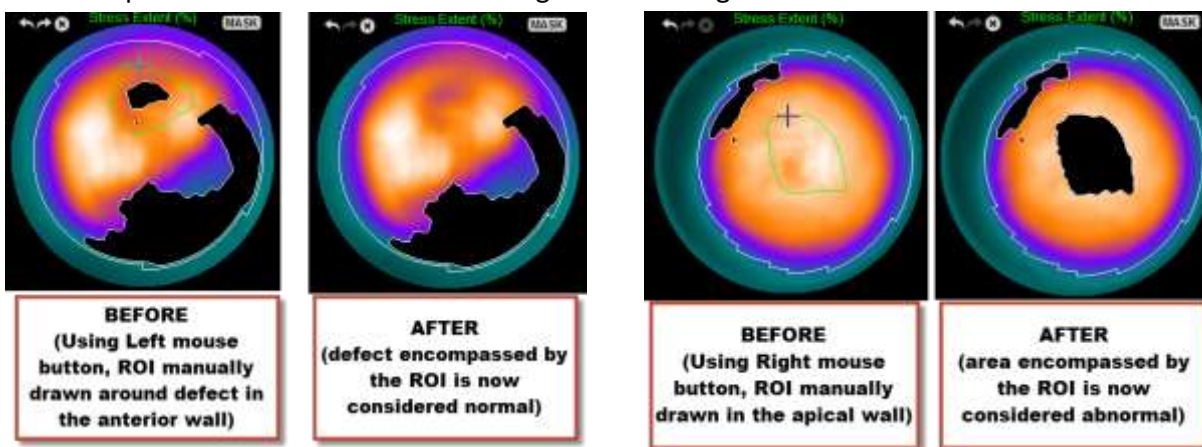 Stress Extent (%) MASK
Stress Extent (%) MASK
Stress Extent (%) MASK
Stress Extent (%) MASK
BEFORE
(Using Left mouse
button, ROI manually
drawn around defect in
the anterior wall)
AFTER
(defect encompassed by
the ROI is now
considered normal)
BEFORE
(Using Right mouse
button, ROI manually
drawn in the apical wall)
AFTER
(area encompassed by
the ROI is now
considered abnormal)